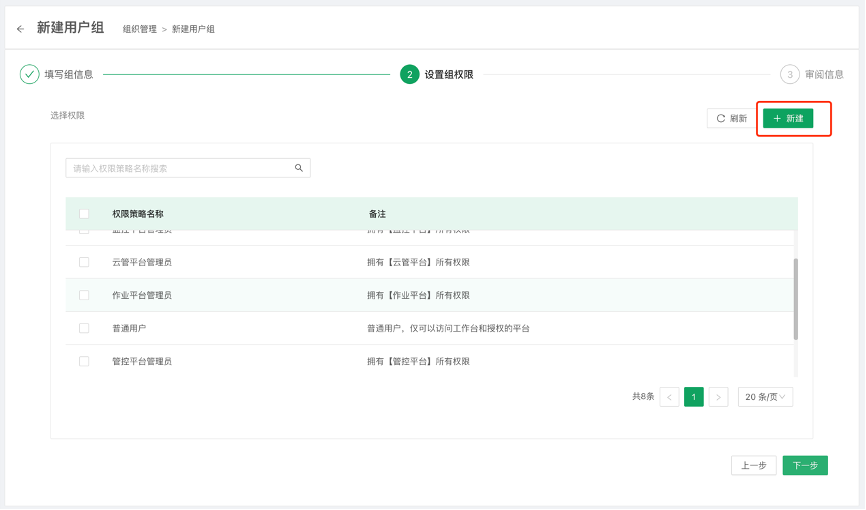 新建用户组 组织管理 > 新建用户组
填写组信息 2 设置组权限 3 审阅信息
选择权限
刷新 + 新建
请输入权限策略名称搜索
权限策略名称 备注
云管平台管理员 拥有【云管平台】所有权限
作业平台管理员 拥有【作业平台】所有权限
普通用户 普通用户，仅可以访问工作台和授权的平台
管控平台管理员 拥有【管控平台】所有权限
共8条 < 1 > 20 条/页
上一步 下一步